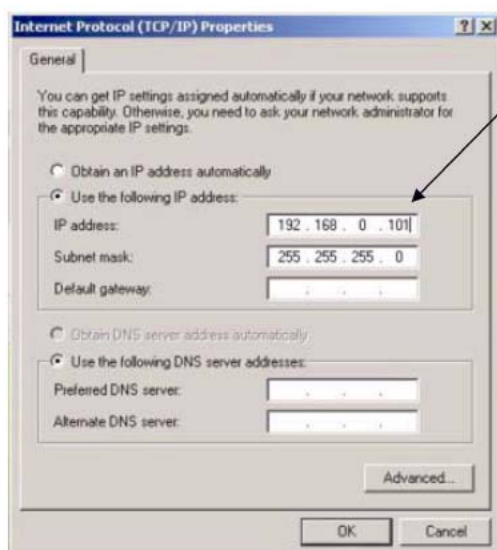 Internet Protocol (TCP/IP) Properties
General
You can get IP settings assigned automatically if your network supports
this capability. Otherwise, you need to ask your network administrator for
the appropriate IP settings.
Obtain an IP address automatically
Use the following IP address:
IP address: 192 . 168 . 0 . 101
Subnet mask: 255 . 255 . 255 . 0
Default gateway: . . .
Obtain DNS server address automatically
Use the following DNS server addresses:
Preferred DNS server: . . .
Alternate DNS server: . . .
Advanced...
OK Cancel